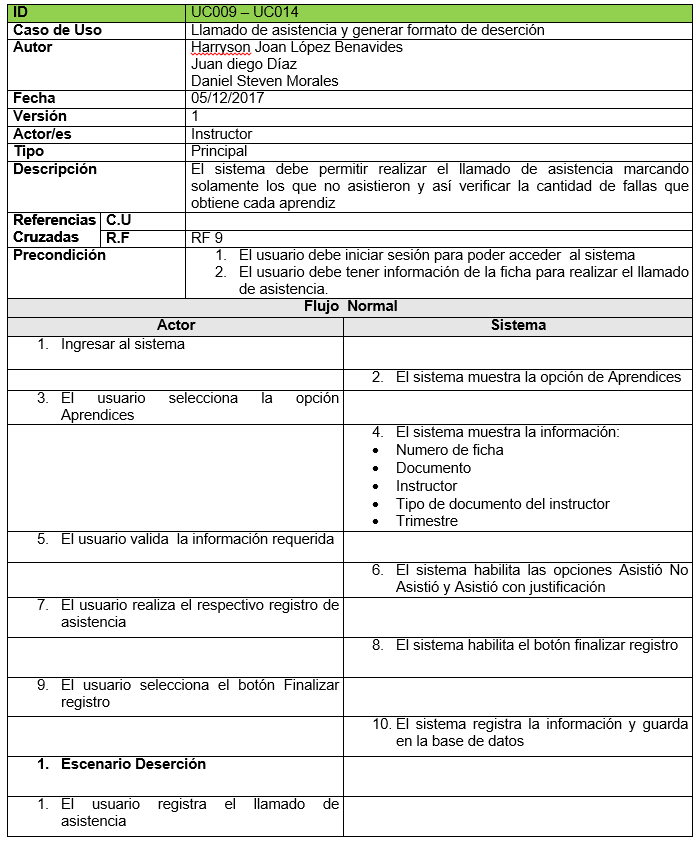 ID UC009 – UC014
Caso de Uso Llamado de asistencia y generar formato de deserción
Autor Harryson Joan López Benavides
Juan diego Díaz
Daniel Steven Morales
Fecha 05/12/2017
Versión 1
Actor/es Instructor
Tipo Principal
Descripción El sistema debe permitir realizar el llamado de asistencia marcando
solamente los que no asistieron y así verificar la cantidad de fallas que
obtiene cada aprendiz
Referencias C.U
Cruzadas R.F RF 9
Precondición 1. El usuario debe iniciar sesión para poder acceder al sistema
2. El usuario debe tener información de la ficha para realizar el llamado
de asistencia.
Flujo Normal
Actor Sistema
1. Ingresar al sistema
2. El sistema muestra la opción de Aprendices
3. El usuario selecciona la opción
Aprendices
4. El sistema muestra la información:
• Numero de ficha
• Documento
• Instructor
• Tipo de documento del instructor
• Trimestre
5. El usuario valida la información requerida
6. El sistema habilita las opciones Asistió No
Asistió y Asistió con justificación
7. El usuario realiza el respectivo registro de
asistencia
8. El sistema habilita el botón finalizar registro
9. El usuario selecciona el botón Finalizar
registro
10. El sistema registra la información y guarda
en la base de datos
1. Escenario Deserción
1. El usuario registra el llamado de
asistencia